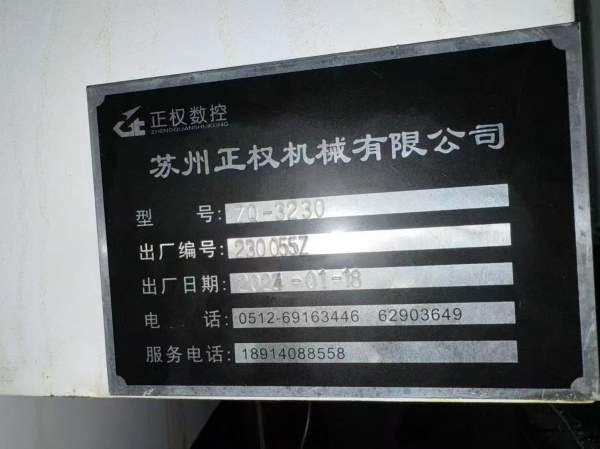 正权数控
ZHENGQUANSHUKONG
苏州正权机械有限公司
型 号: ZQ-3230
出厂编号: 230055Z
出厂日期: 2024-01-18
电 话: 0512-69163446 62903649
服务电话: 18914088558